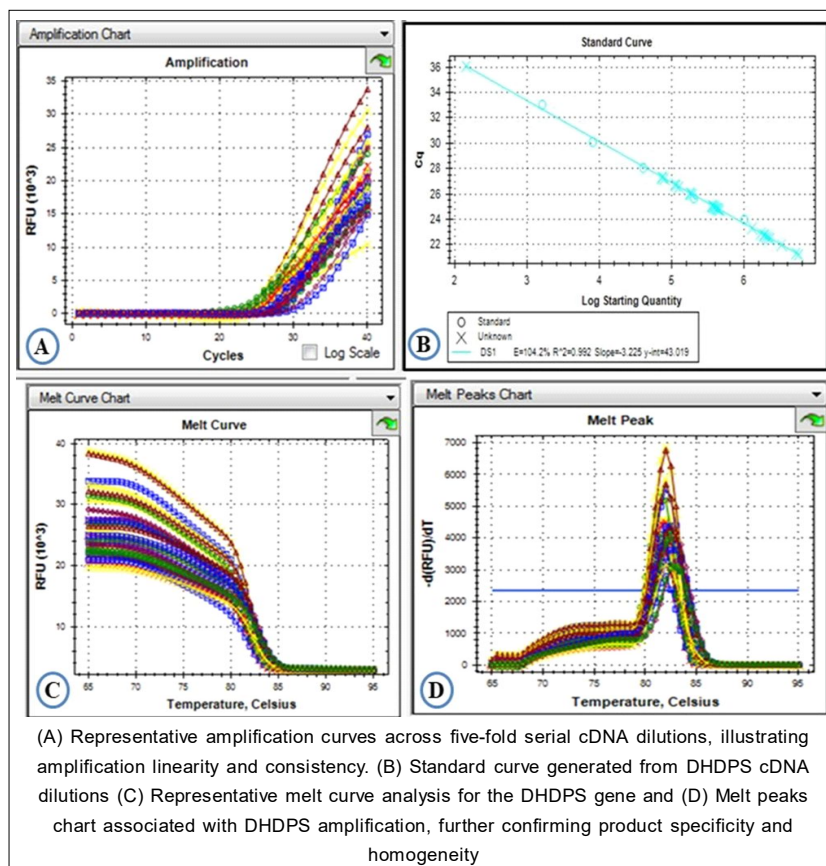 Amplification Chart
Amplification
35
30
25
20
15
10
5
0
RFU (10^3)
0 10 20 30 40
Cycles
Log Scale
A
Standard Curve
36
34
32
30
28
26
24
22
Cq
2 3 4 5 6
Log Starting Quantity
Standard
Unknown
DS1 E=104.2% R^2=0.992 Slope=-3.225 y-int=43.019
B
Melt Curve Chart
Melt Curve
40
30
20
10
RFU (10^3)
65 70 75 80 85 90 95
Temperature, Celsius
C
Melt Peaks Chart
Melt Peak
7000
6000
5000
4000
3000
2000
1000
0
-d(RFU)/dT
65 70 75 80 85 90 95
Temperature, Celsius
D
(A) Representative amplification curves across five-fold serial cDNA dilutions, illustrating
amplification linearity and consistency. (B) Standard curve generated from DHDPS cDNA
dilutions (C) Representative melt curve analysis for the DHDPS gene and (D) Melt peaks
chart associated with DHDPS amplification, further confirming product specificity and
homogeneity